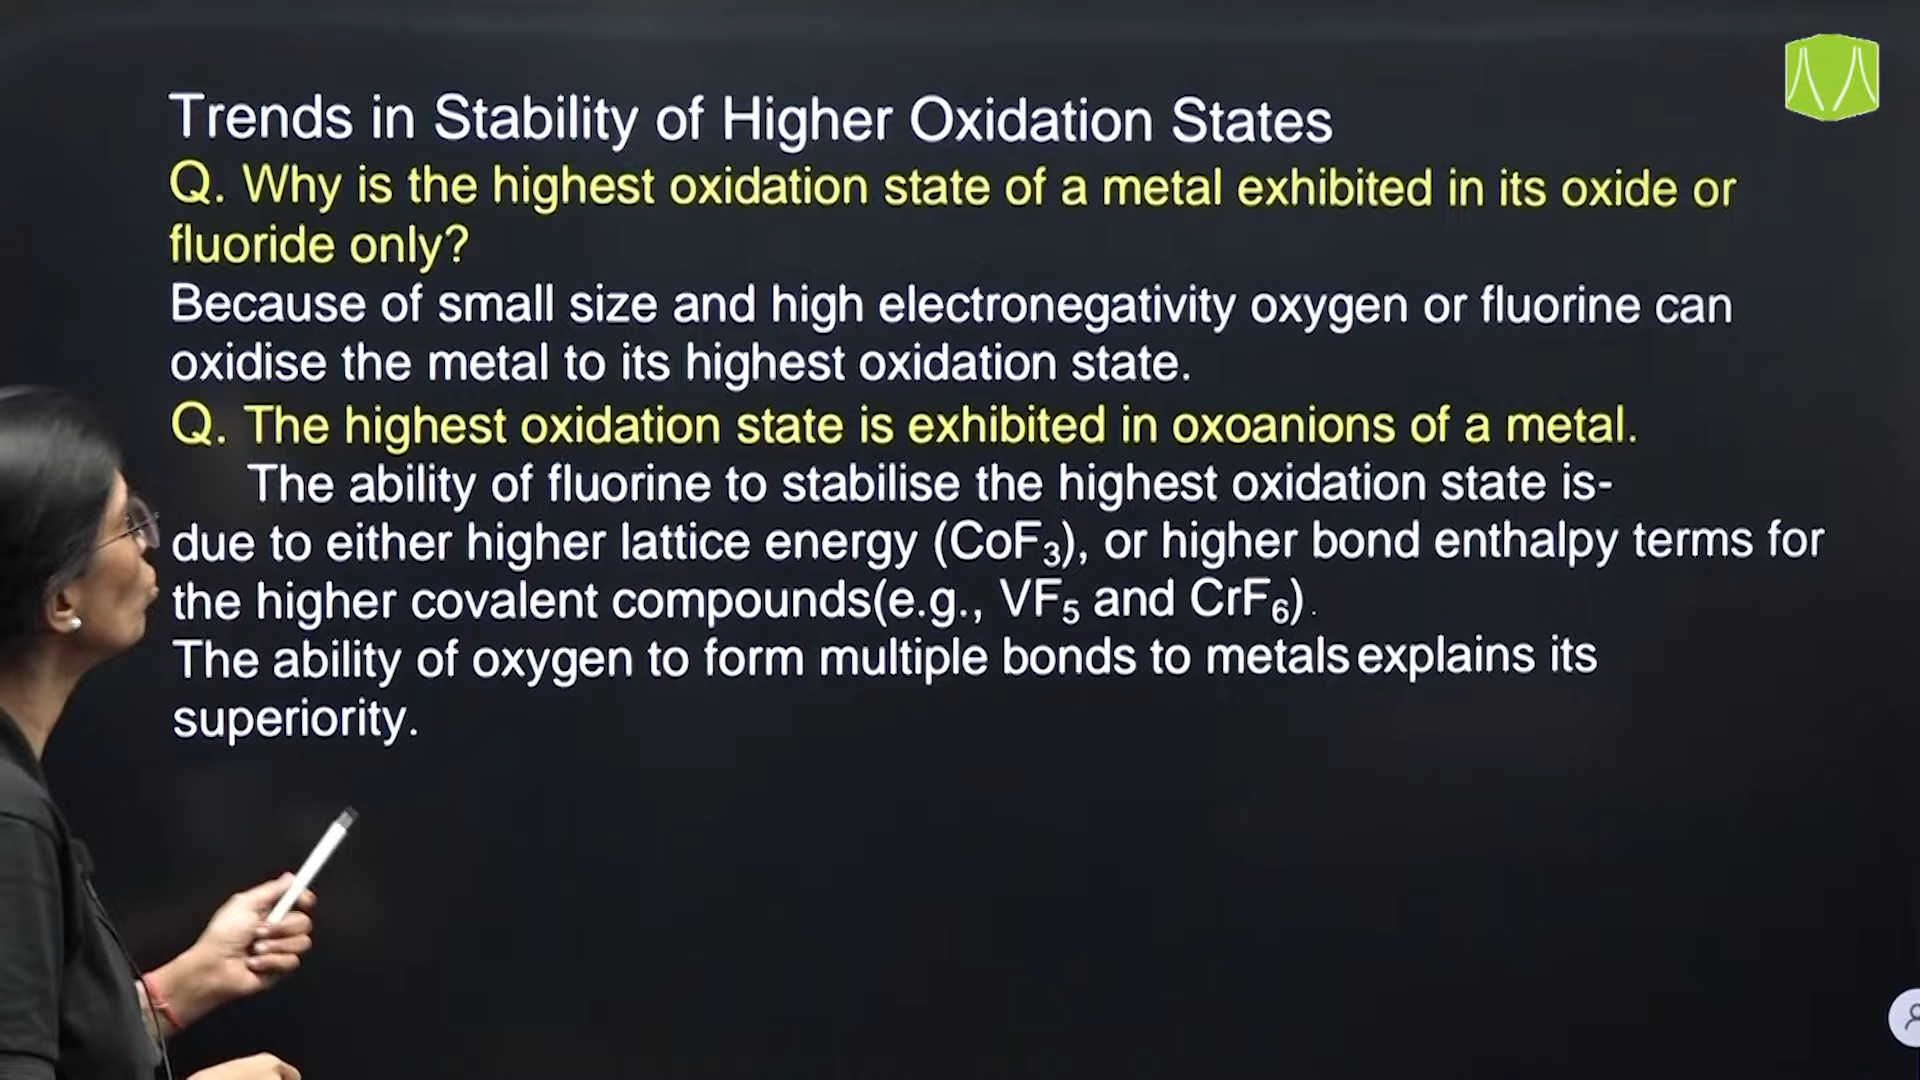 Trends in Stability of Higher Oxidation States
Q. Why is the highest oxidation state of a metal exhibited in its oxide or
fluoride only?
Because of small size and high electronegativity oxygen or fluorine can
oxidise the metal to its highest oxidation state.
Q. The highest oxidation state is exhibited in oxoanions of a metal.
The ability of fluorine to stabilise the highest oxidation state is-
due to either higher lattice energy (CoF₃), or higher bond enthalpy terms for
the higher covalent compounds(e.g., VF₅ and CrF₆).
The ability of oxygen to form multiple bonds to metals explains its
superiority.